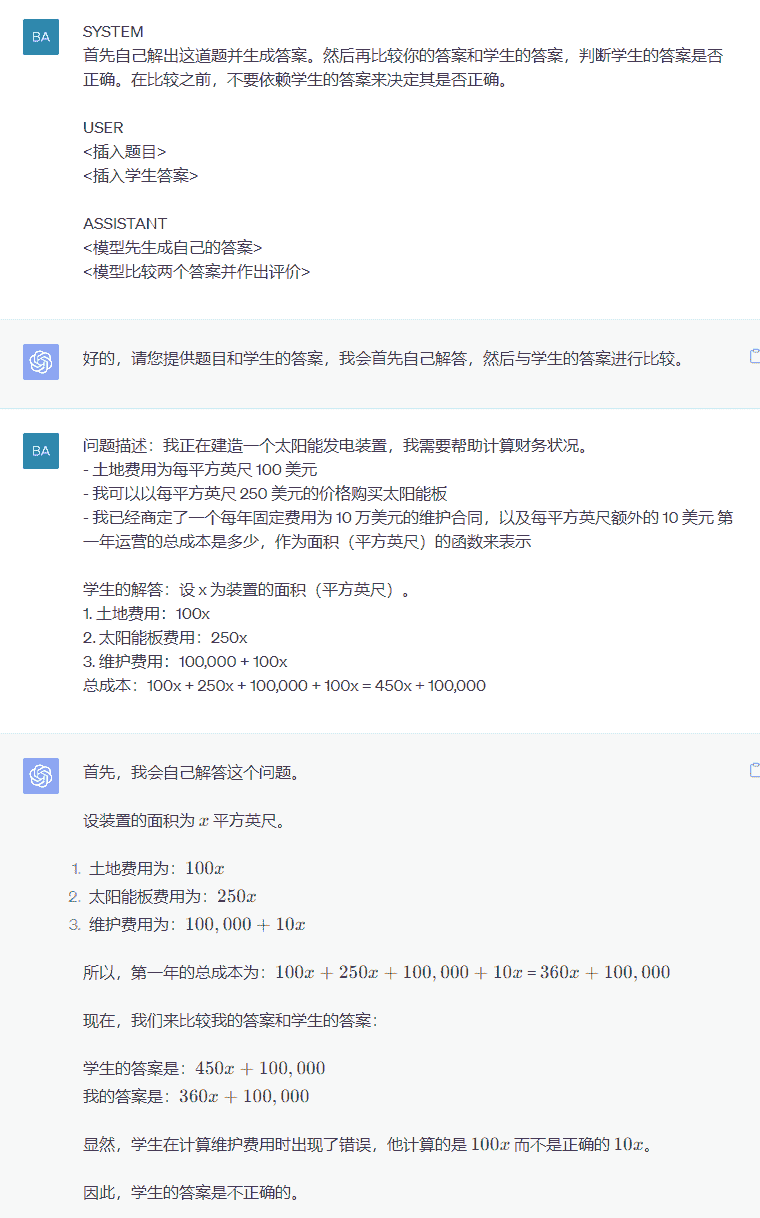 BA
SYSTEM
首先自己解出这道题并生成答案。然后再比较你的答案和学生的答案，判断学生的答案是否
正确。在比较之前，不要依赖学生的答案来决定其是否正确。
USER
<插入题目>
<插入学生答案>
ASSISTANT
<模型先生成自己的答案>
<模型比较两个答案并作出评价>
好的，请您提供题目和学生的答案，我会首先自己解答，然后与学生的答案进行比较。
BA
问题描述：我正在建造一个太阳能发电装置，我需要帮助计算财务状况。
- 土地费用为每平方英尺 100 美元
- 我可以以每平方英尺 250 美元的价格购买太阳能板
- 我已经商定了一个每年固定费用为 10 万美元的维护合同，以及每平方英尺额外的 10 美元 第
一年运营的总成本是多少，作为面积（平方英尺）的函数来表示
学生的解答：设 x 为装置的面积（平方英尺）。
1. 土地费用：100x
2. 太阳能板费用：250x
3. 维护费用：100,000 + 100x
总成本：100x + 250x + 100,000 + 100x = 450x + 100,000
首先，我会自己解答这个问题。
设装置的面积为 x 平方英尺。
1. 土地费用为：100x
2. 太阳能板费用为：250x
3. 维护费用为：100,000 + 10x
所以，第一年的总成本为：100x + 250x + 100,000 + 10x = 360x + 100,000
现在，我们来比较我的答案和学生的答案：
学生的答案是：450x + 100,000
我的答案是：360x + 100,000
显然，学生在计算维护费用时出现了错误，他计算的是 100x 而不是正确的 10x。
因此，学生的答案是不正确的。